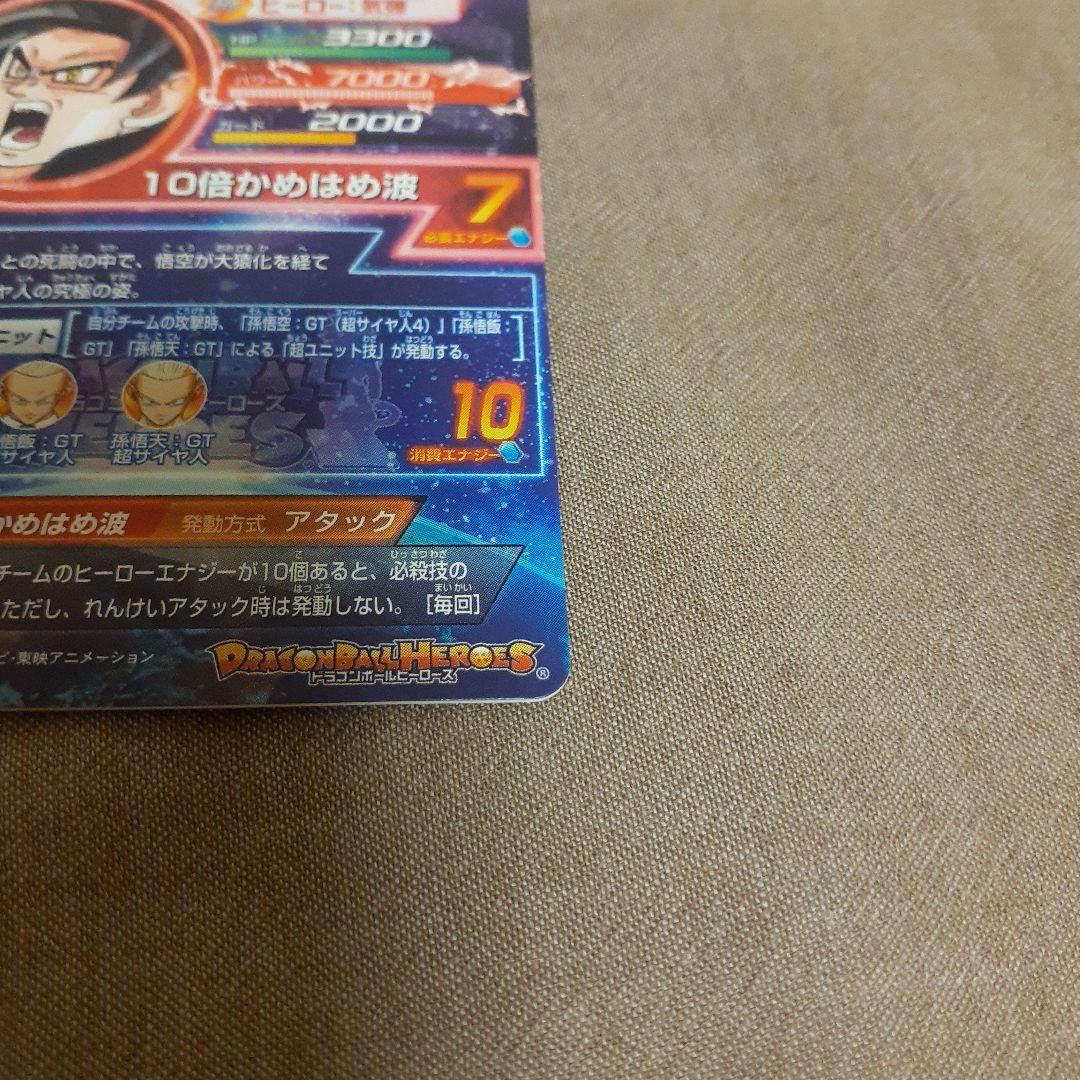 ヒーロー:気弾
HP 3300
パワー 7000
ガード 2000
10倍かめはめ波
7
必要エナジー
との死闘の中で、悟空が大猿化を経て
ヤ人の究極の姿。
ニット
自分チームの攻撃時、「孫悟空:GT(超サイヤ人4)」「孫悟飯:
GT」「孫悟天:GT」による「超ユニット技」が発動する。
10
消費エナジー
悟飯:GT
サイヤ人
孫悟天:GT
超サイヤ人
かめはめ波 発動方式 アタック
チームのヒーローエナジーが10個あると、必殺技の
ただし、れんけいアタック時は発動しない。[毎回]
ビ・東映アニメーション
DRAGONBALL HEROES
ドラゴンボールヒーローズ
®